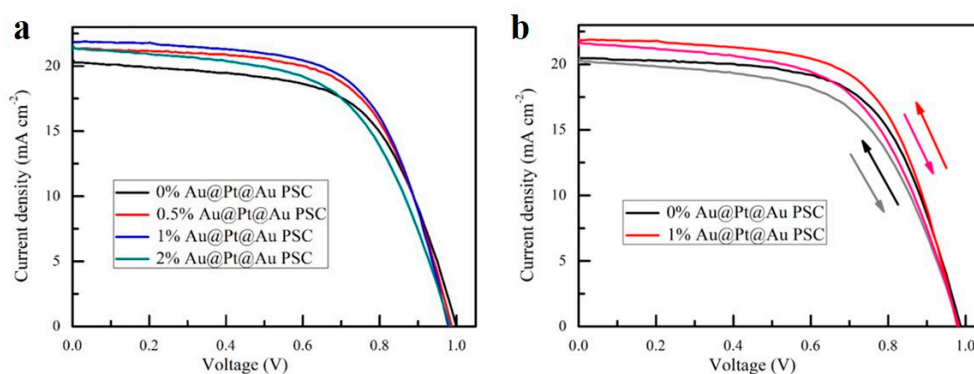 a
Current density (mA cm⁻²)
20
15
10
5
0
0% Au@Pt@Au PSC
0.5% Au@Pt@Au PSC
1% Au@Pt@Au PSC
2% Au@Pt@Au PSC
0.0 0.2 0.4 0.6 0.8 1.0
Voltage (V)
b
Current density (mA cm⁻²)
20
15
10
5
0
0% Au@Pt@Au PSC
1% Au@Pt@Au PSC
0.0 0.2 0.4 0.6 0.8 1.0
Voltage (V)